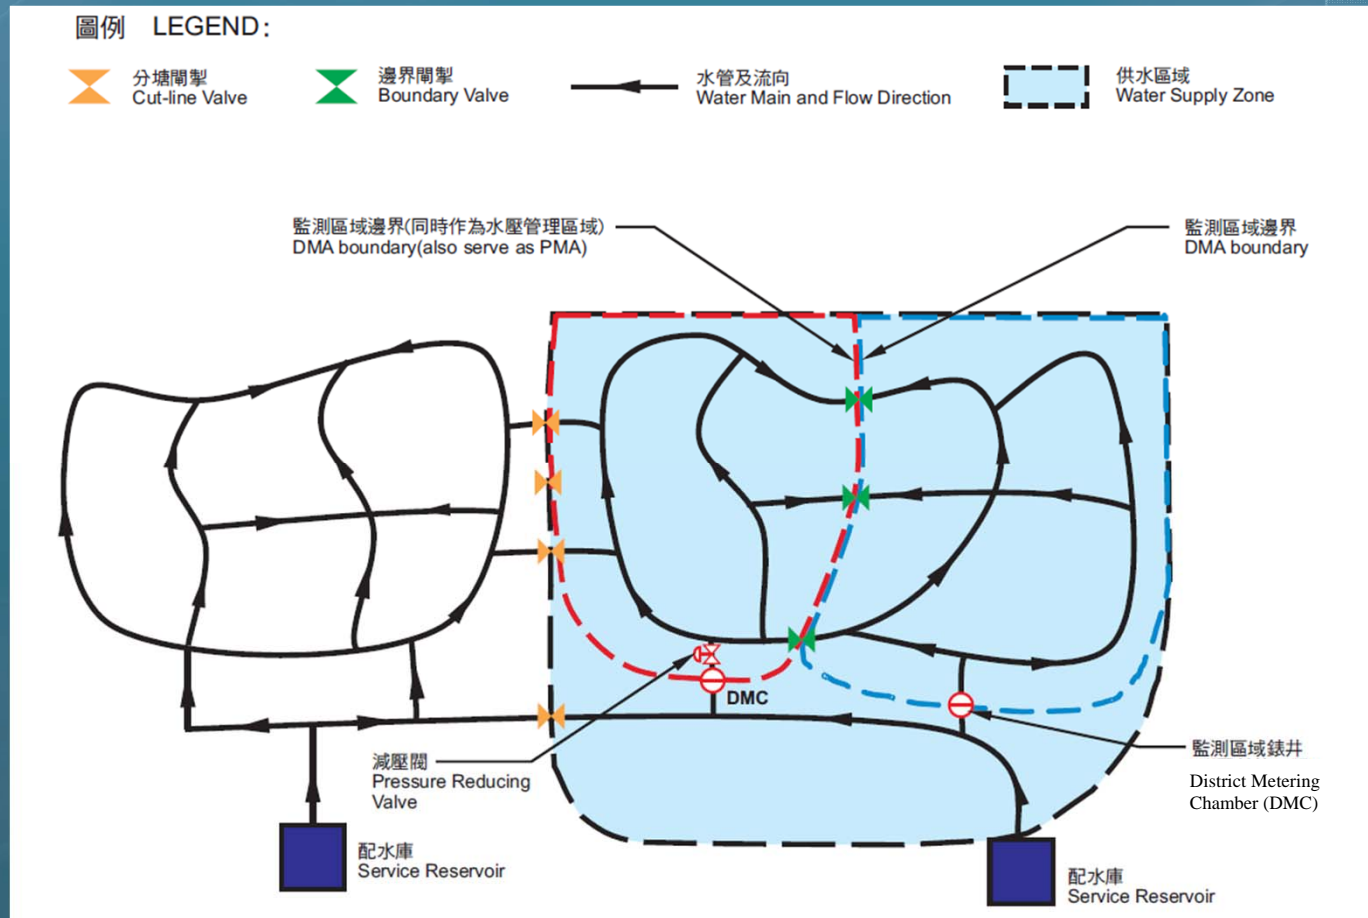 圖例 LEGEND:
分塘閘掣
Cut-line Valve
邊界閘掣
Boundary Valve
水管及流向
Water Main and Flow Direction
供水區域
Water Supply Zone
監測區域邊界(同時作為水壓管理區域)
DMA boundary(also serve as PMA)
監測區域邊界
DMA boundary
DMC
減壓閥
Pressure Reducing
Valve
監測區域錶井
District Metering
Chamber (DMC)
配水庫
Service Reservoir
配水庫
Service Reservoir